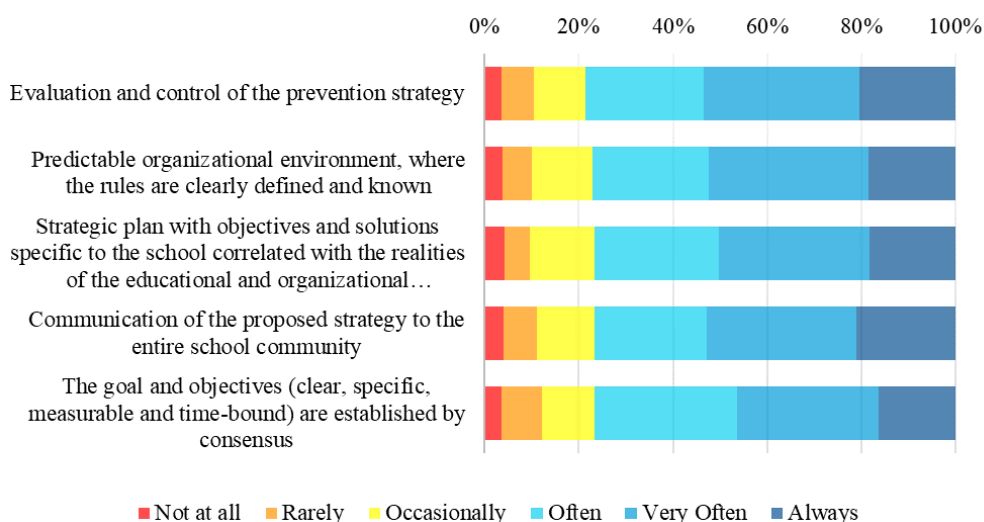 0% 20% 40% 60% 80% 100%
Evaluation and control of the prevention strategy
Predictable organizational environment, where
the rules are clearly defined and known
Strategic plan with objectives and solutions
specific to the school correlated with the realities
of the educational and organizational…
Communication of the proposed strategy to the
entire school community
The goal and objectives (clear, specific,
measurable and time-bound) are established by
consensus
Not at all Rarely Occasionally Often Very Often Always